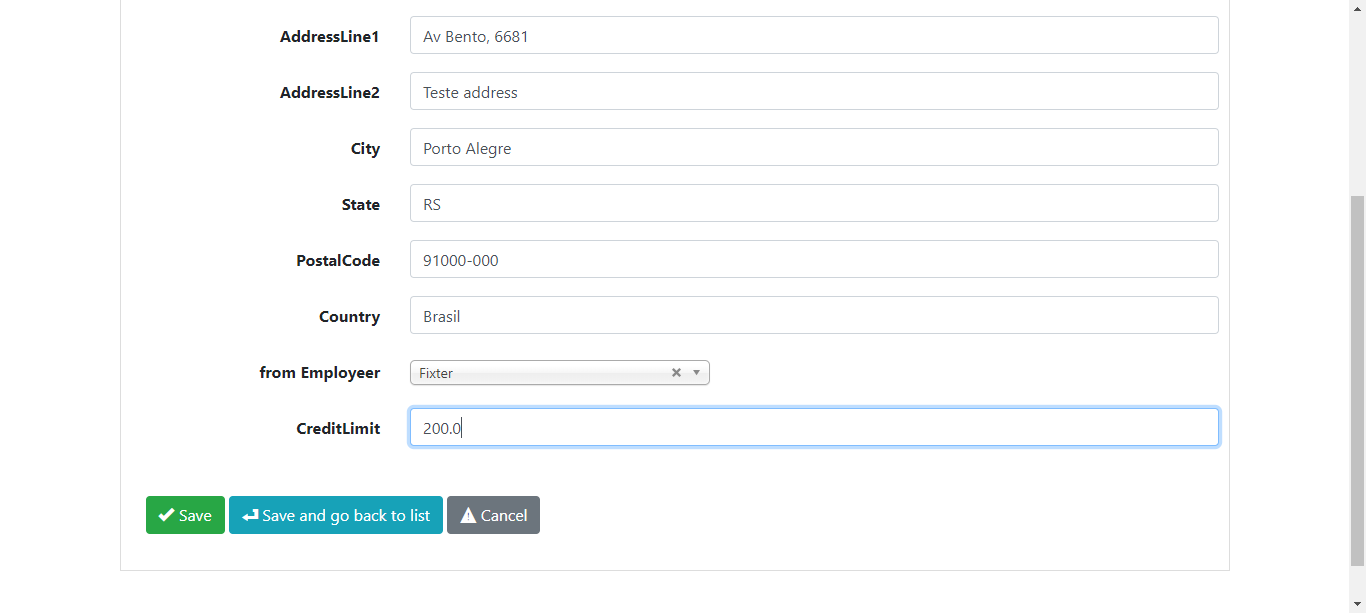 AddressLine1 Av Bento, 6681
AddressLine2 Teste address
City Porto Alegre
State RS
PostalCode 91000-000
Country Brasil
from Employeer Fixter
CreditLimit 200.0
Save Save and go back to list Cancel